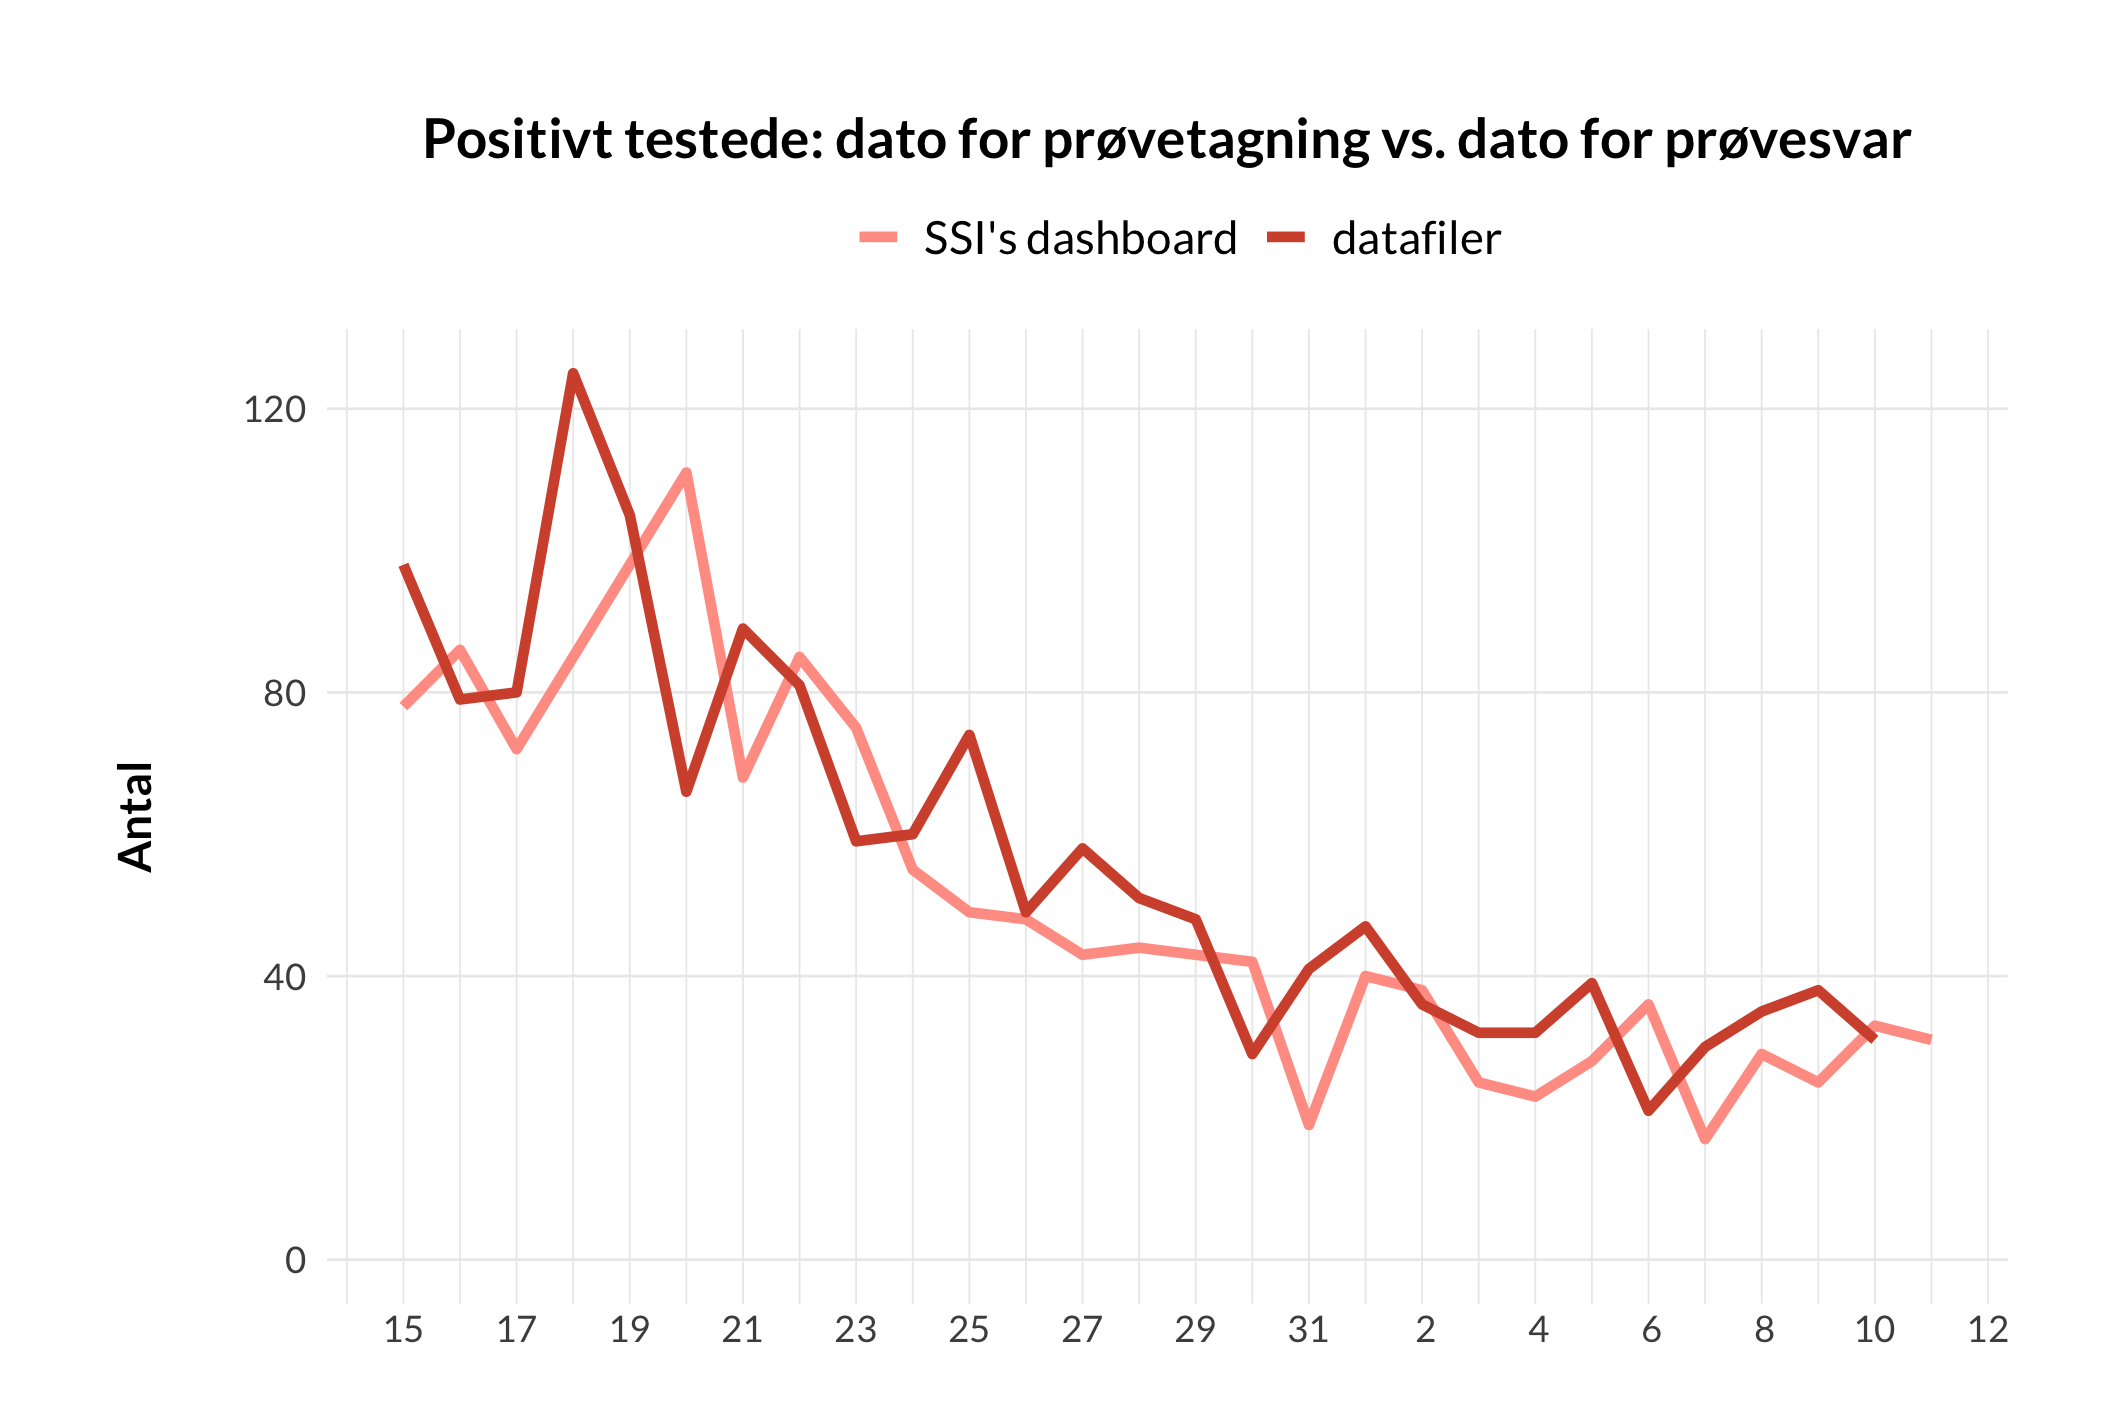 Positivt testede: dato for prøvetagning vs. dato for prøvesvar
SSI's dashboard datafiler
Antal
120
80
40
0
15 17 19 21 23 25 27 29 31 2 4 6 8 10 12